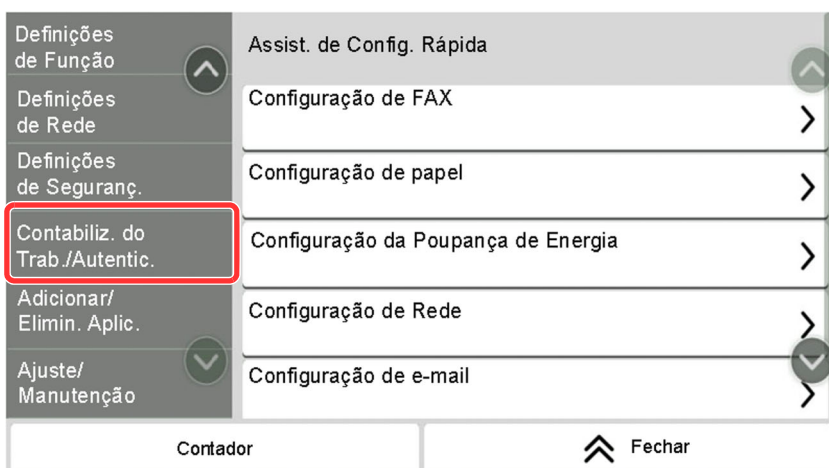 Definições
de Função
Definições
de Rede
Definições
de Seguranç.
Contabiliz. do
Trab./Autentic.
Adicionar/
Elimin. Aplic.
Ajuste/
Manutenção
Assist. de Config. Rápida
Configuração de FAX
Configuração de papel
Configuração da Poupança de Energia
Configuração de Rede
Configuração de e-mail
Contador
Fechar